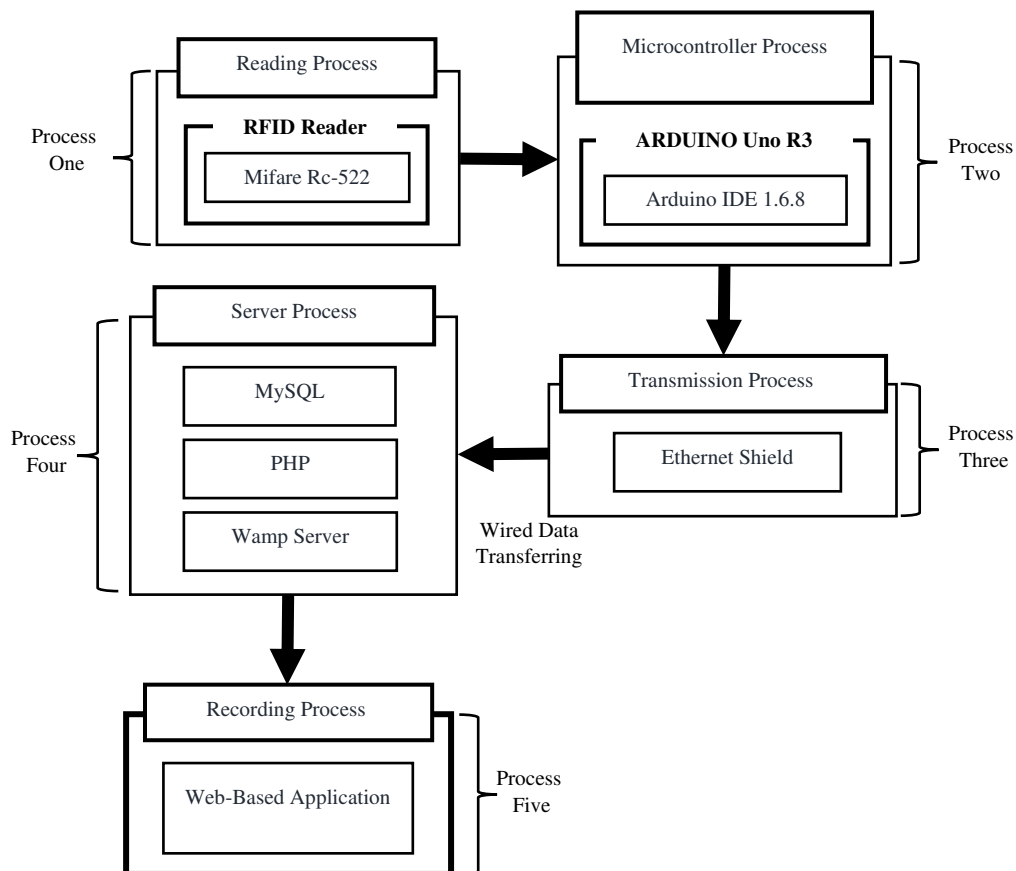 Reading Process
RFID Reader
Mifare Rc-522
Process
One
Microcontroller Process
ARDUINO Uno R3
Arduino IDE 1.6.8
Process
Two
Transmission Process
Ethernet Shield
Process
Three
Wired Data
Transferring
Server Process
MySQL
PHP
Wamp Server
Process
Four
Recording Process
Web-Based Application
Process
Five